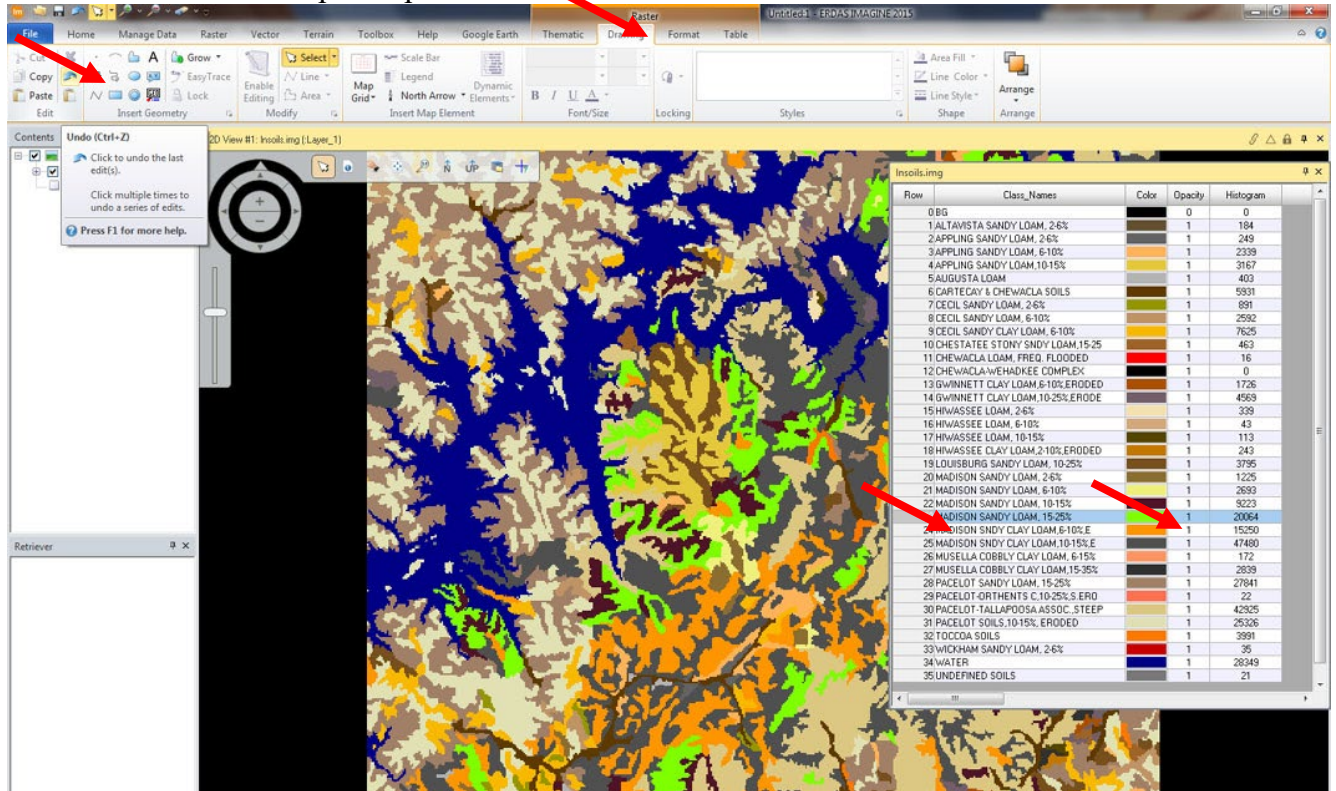 Raster
Untitled:1 - ERDAS IMAGINE 2015
File Home Manage Data Raster Vector Terrain Toolbox Help Google Earth Thematic Format Table
Cut
Copy
Paste
Edit
A
Grow
EasyTrace
Lock
Insert Geometry
Enable Editing
Select
Line
Area
Modify
Map Grid
Scale Bar
Legend
North Arrow
Dynamic Elements
Insert Map Element
B I U A
Font/Size
Locking
Styles
Area Fill
Line Color
Line Style
Shape
Arrange
Arrange
Contents
2D View #1: lnsoils.img (:Layer_1)
Undo (Ctrl+Z)
Click to undo the last
edit(s).
Click multiple times to
undo a series of edits.
Press F1 for more help.
Retriever
lnsoils.img
Row Class_Names Color Opacity Histogram
0 BG 0 0
1 ALTAVISTA SANDY LOAM, 2-6% 1 184
2 APPLING SANDY LOAM, 2-6% 1 249
3 APPLING SANDY LOAM, 6-10% 1 2339
4 APPLING SANDY LOAM,10-15% 1 3167
5 AUGUSTA LOAM 1 403
6 CARTECAY & CHEWACLA SOILS 1 5931
7 CECIL SANDY LOAM, 2-6% 1 891
8 CECIL SANDY LOAM, 6-10% 1 2592
9 CECIL SANDY CLAY LOAM, 6-10% 1 7625
10 CHESTATEE STONY SNDY LOAM,15-25 1 463
11 CHEWACLA LOAM, FREQ. FLOODED 1 16
12 CHEWACLA-WEHADKEE COMPLEX 1 0
13 GWINNETT CLAY LOAM,6-10%,ERODED 1 1726
14 GWINNETT CLAY LOAM,10-25%,ERODE 1 4569
15 HIWASSEE LOAM, 2-6% 1 339
16 HIWASSEE LOAM, 6-10% 1 43
17 HIWASSEE LOAM, 10-15% 1 113
18 HIWASSEE CLAY LOAM,2-10%,ERODED 1 243
19 LOUISBURG SANDY LOAM, 10-25% 1 3795
20 MADISON SANDY LOAM, 2-6% 1 1225
21 MADISON SANDY LOAM, 6-10% 1 2693
22 MADISON SANDY LOAM, 10-15% 1 9223
MADISON SANDY LOAM, 15-25% 1 20064
24 MADISON SNDY CLAY LOAM,6-10%,E 1 15250
25 MADISON SNDY CLAY LOAM,10-15%,E 1 47480
26 MUSELLA COBBLY CLAY LOAM, 6-15% 1 172
27 MUSELLA COBBLY CLAY LOAM,15-35% 1 2839
28 PACELOT SANDY LOAM, 15-25% 1 27841
29 PACELOT-ORTHENTS C,10-25%,S.ERO 1 22
30 PACELOT-TALLAPOOSA ASSOC.,STEEP 1 42925
31 PACELOT SOILS,10-15%, ERODED 1 25326
32 TOCCOA SOILS 1 3991
33 WICKHAM SANDY LOAM, 2-6% 1 35
34 WATER 1 28349
35 UNDEFINED SOILS 1 21